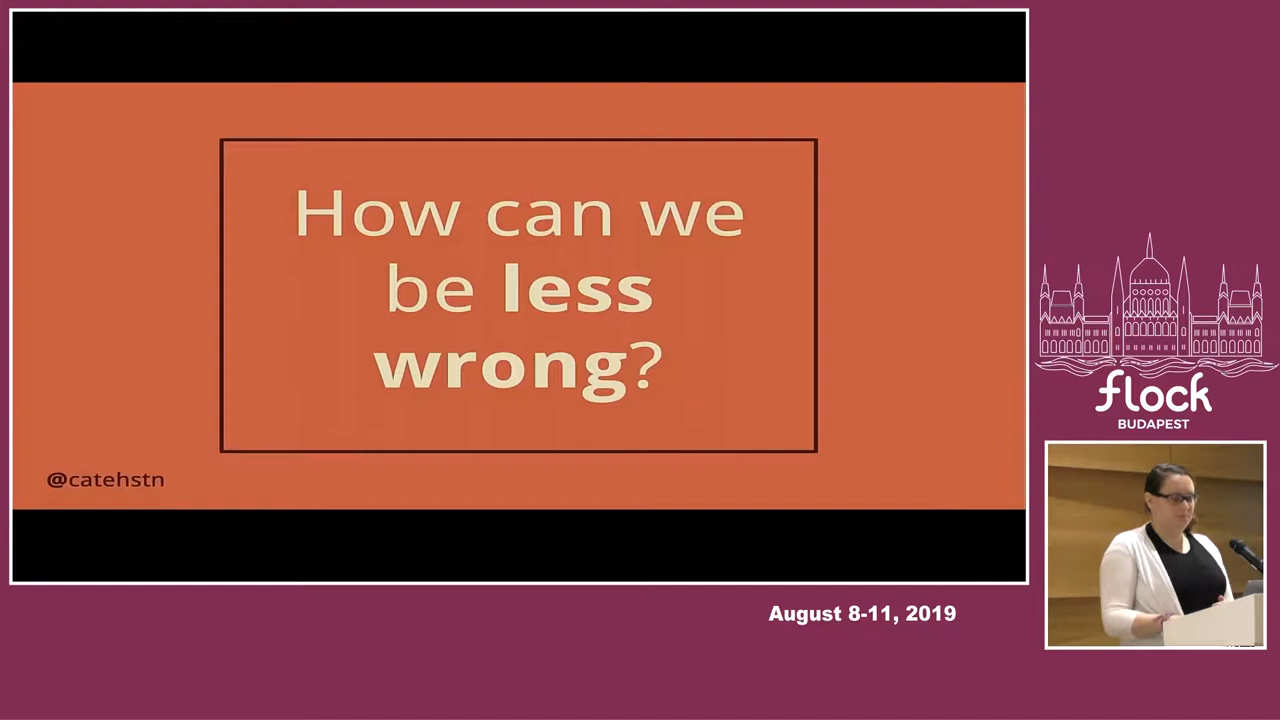 How can we
be less
wrong?
@catehstn
flock
BUDAPEST
August 8-11, 2019